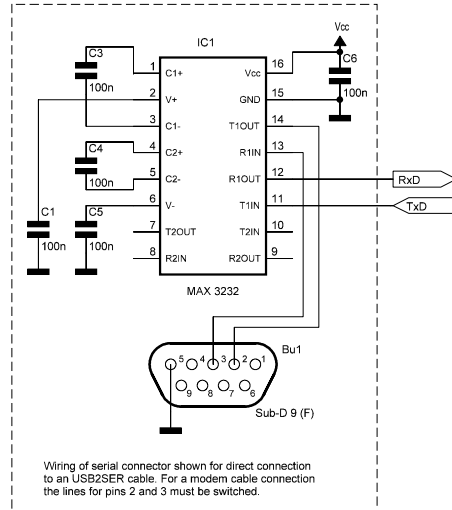 IC1
Vcc
C3
C6
100n
100n
1 C1+ Vcc 16
2 V+ GND 15
3 C1- T1OUT 14
4 C2+ R1IN 13
5 C2- R1OUT 12
6 V- T1IN 11
7 T2OUT T2IN 10
8 R2IN R2OUT 9
C4
100n
RxD
TxD
C1
100n
C5
100n
MAX 3232
Bu1
5 4 3 2 1
9 8 7 6
Sub-D 9 (F)
Wiring of serial connector shown for direct connection
to an USB2SER cable. For a modem cable connection
the lines for pins 2 and 3 must be switched.